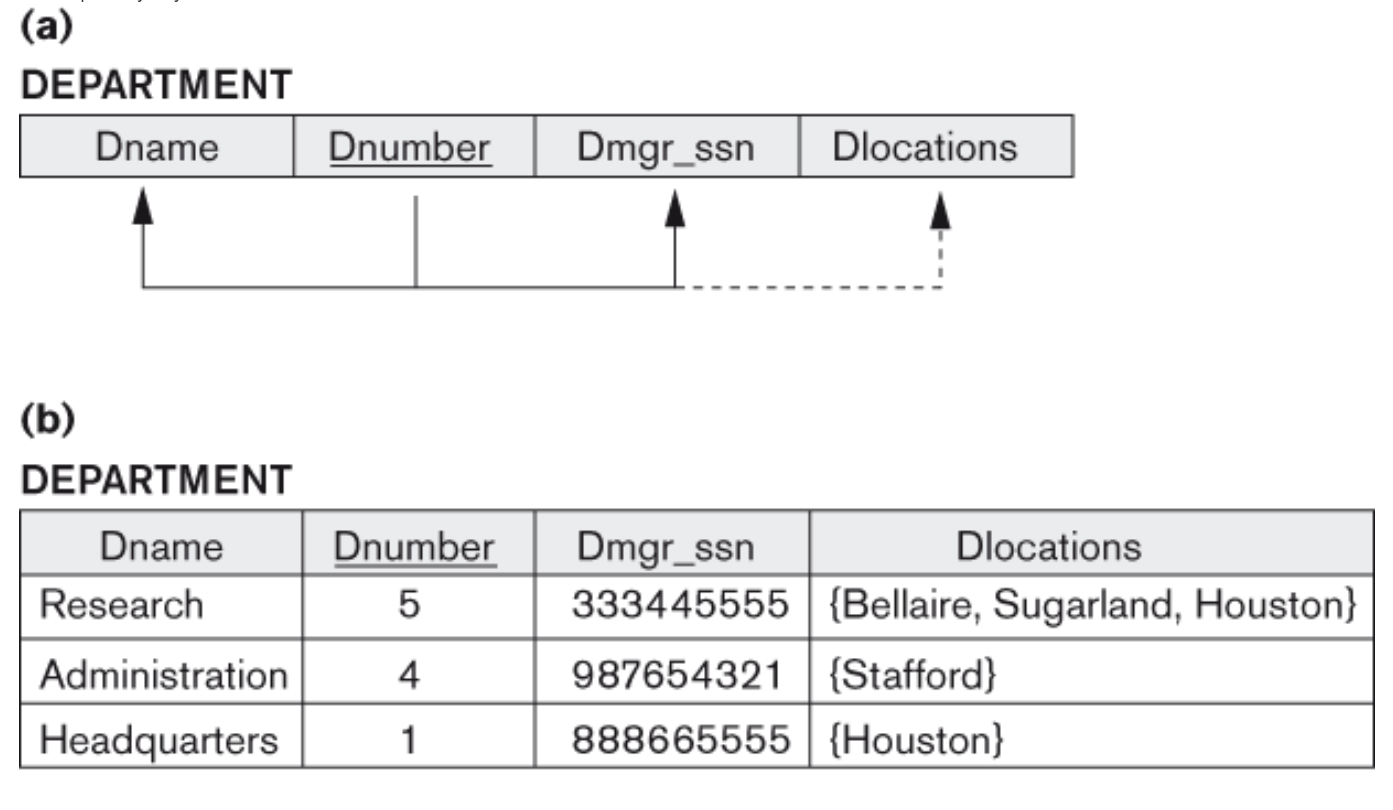 (a)
DEPARTMENT
Dname Dnumber Dmgr_ssn Dlocations
(b)
DEPARTMENT
Dname Dnumber Dmgr_ssn Dlocations
Research 5 333445555 {Bellaire, Sugarland, Houston}
Administration 4 987654321 {Stafford}
Headquarters 1 888665555 {Houston}